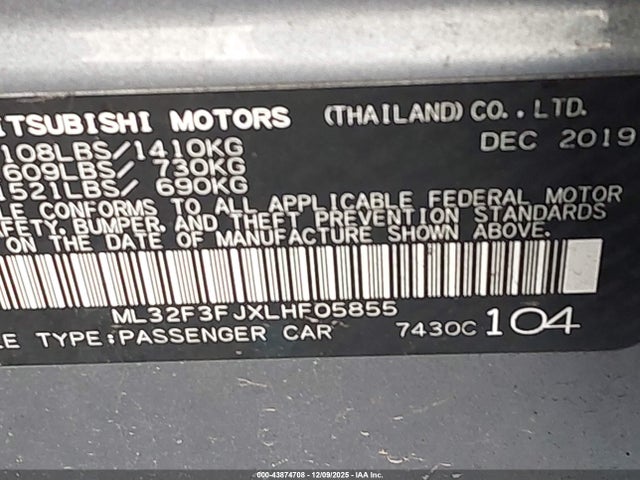 ITSUBISHI MOTORS (THAILAND) CO., LTD.
108LBS/1410KG DEC 2019
609LBS/ 730KG
1521LBS/ 690KG
LE CONFORMS TO ALL APPLICABLE FEDERAL MOTOR
AFETY, BUMPER, AND THEFT PREVENTION STANDARDS
ON THE DATE OF MANUFACTURE SHOWN ABOVE.
ML32F3FJXLHF05855
LE TYPE:PASSENGER CAR 7430C 104
000-43874708 - 12/09/2025 - IAA Inc.